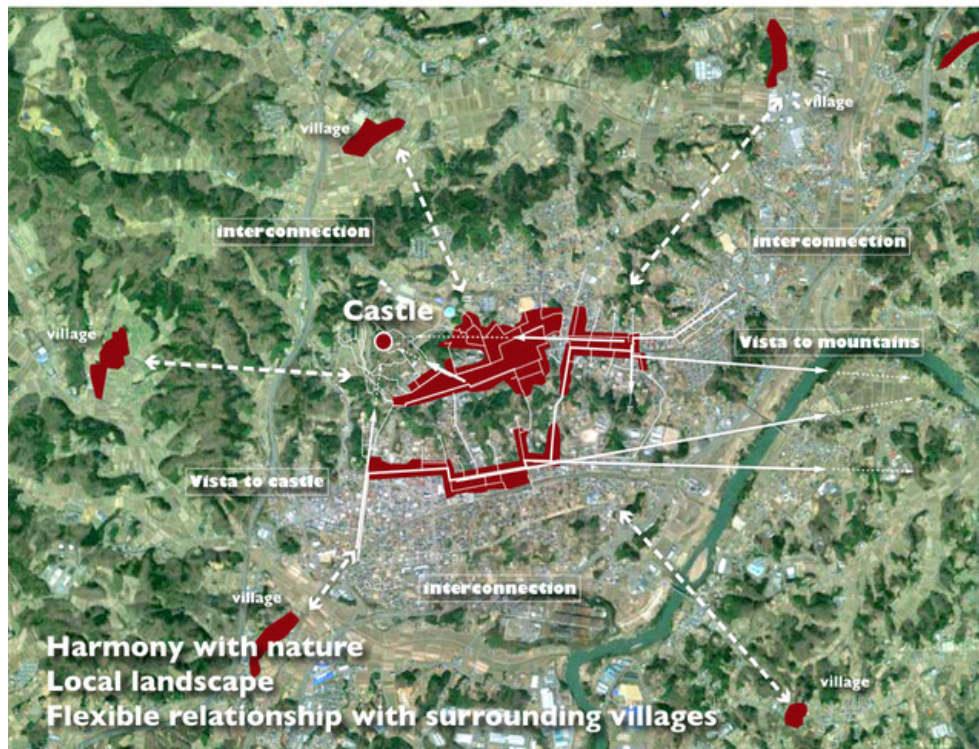 village
village
interconnection
interconnection
Castle
village
Vista to mountains
Vista to castle
interconnection
village
village
Harmony with nature
Local landscape
Flexible relationship with surrounding villages